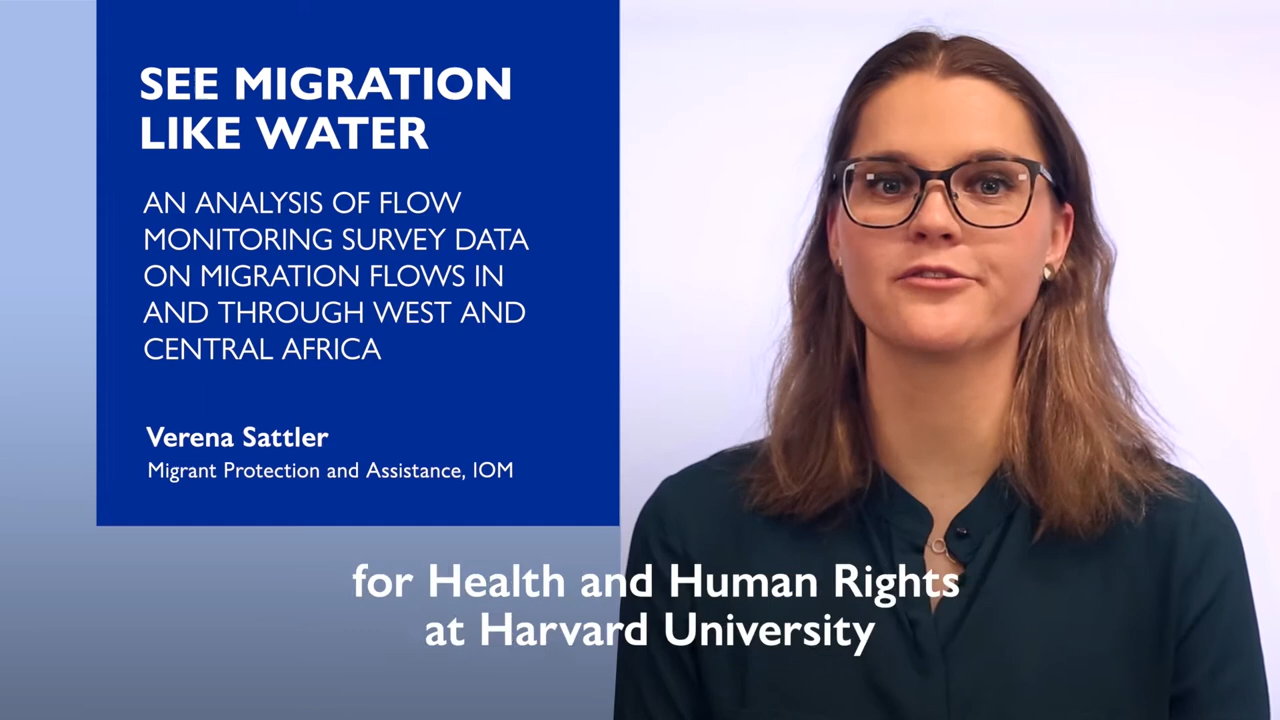 SEE MIGRATION
LIKE WATER
AN ANALYSIS OF FLOW
MONITORING SURVEY DATA
ON MIGRATION FLOWS IN
AND THROUGH WEST AND
CENTRAL AFRICA
Verena Sattler
Migrant Protection and Assistance, IOM
for Health and Human Rights
at Harvard University